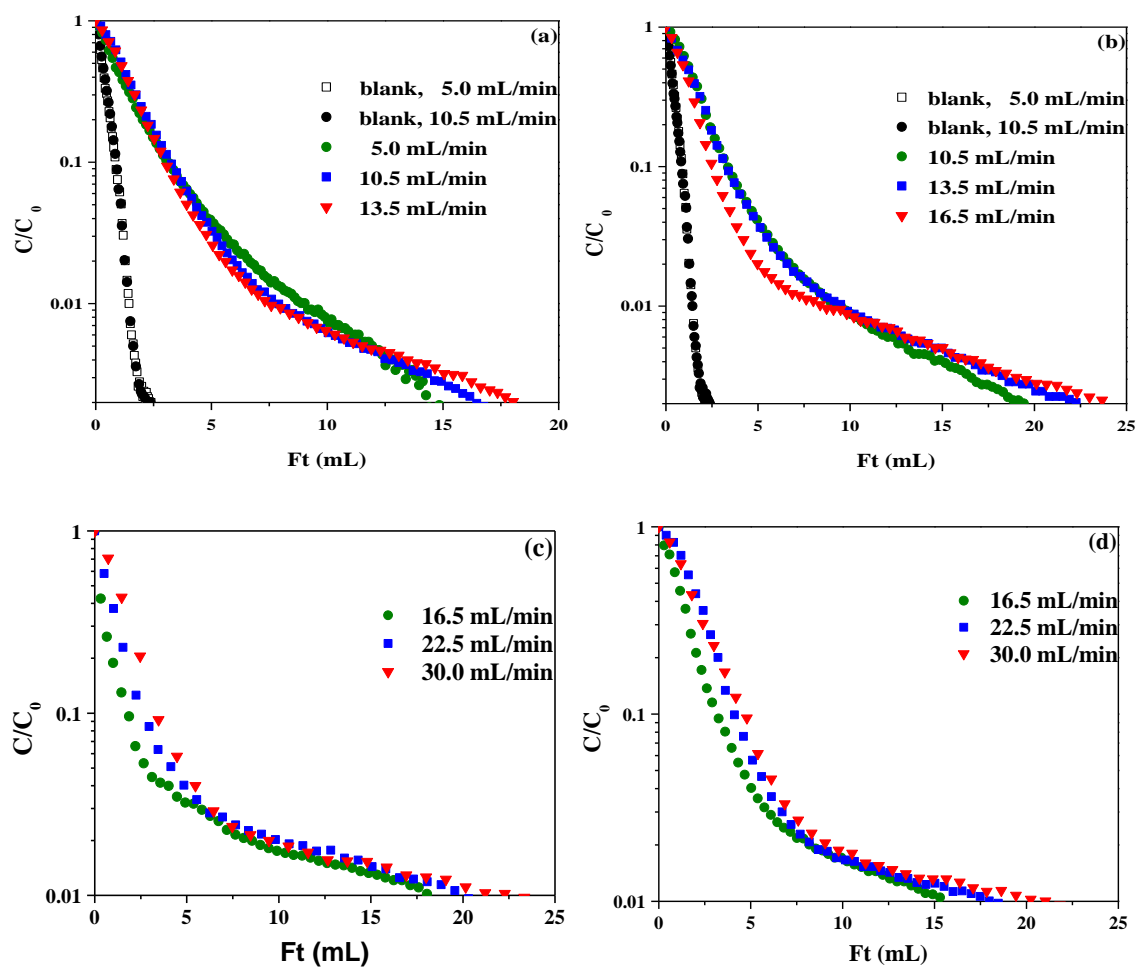 (a)
blank, 5.0 mL/min
blank, 10.5 mL/min
5.0 mL/min
10.5 mL/min
13.5 mL/min
1
0.1
0.01
C/C0
0 5 10 15 20
Ft (mL)
(b)
blank, 5.0 mL/min
blank, 10.5 mL/min
10.5 mL/min
13.5 mL/min
16.5 mL/min
1
0.1
0.01
C/C0
0 5 10 15 20 25
Ft (mL)
(c)
16.5 mL/min
22.5 mL/min
30.0 mL/min
1
0.1
0.01
C/C0
0 5 10 15 20 25
Ft (mL)
(d)
16.5 mL/min
22.5 mL/min
30.0 mL/min
1
0.1
0.01
C/C0
0 5 10 15 20 25
Ft (mL)